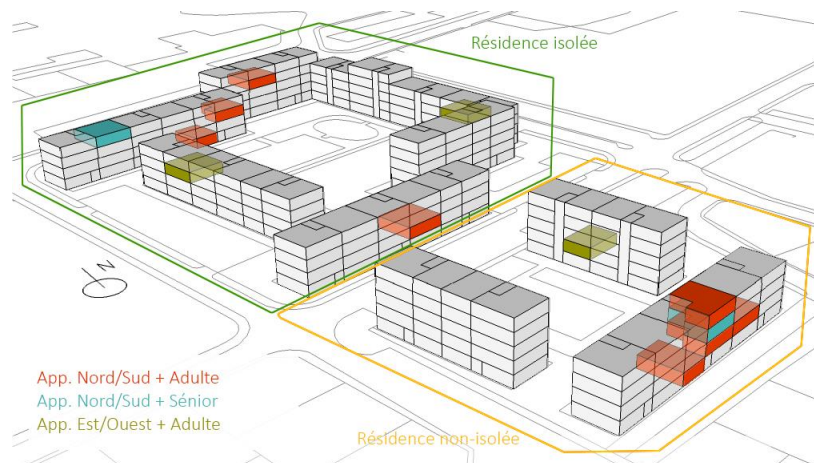 Résidence isolée
N
App. Nord/Sud + Adulte
App. Nord/Sud + Sénior
App. Est/Ouest + Adulte
Résidence non-isolée